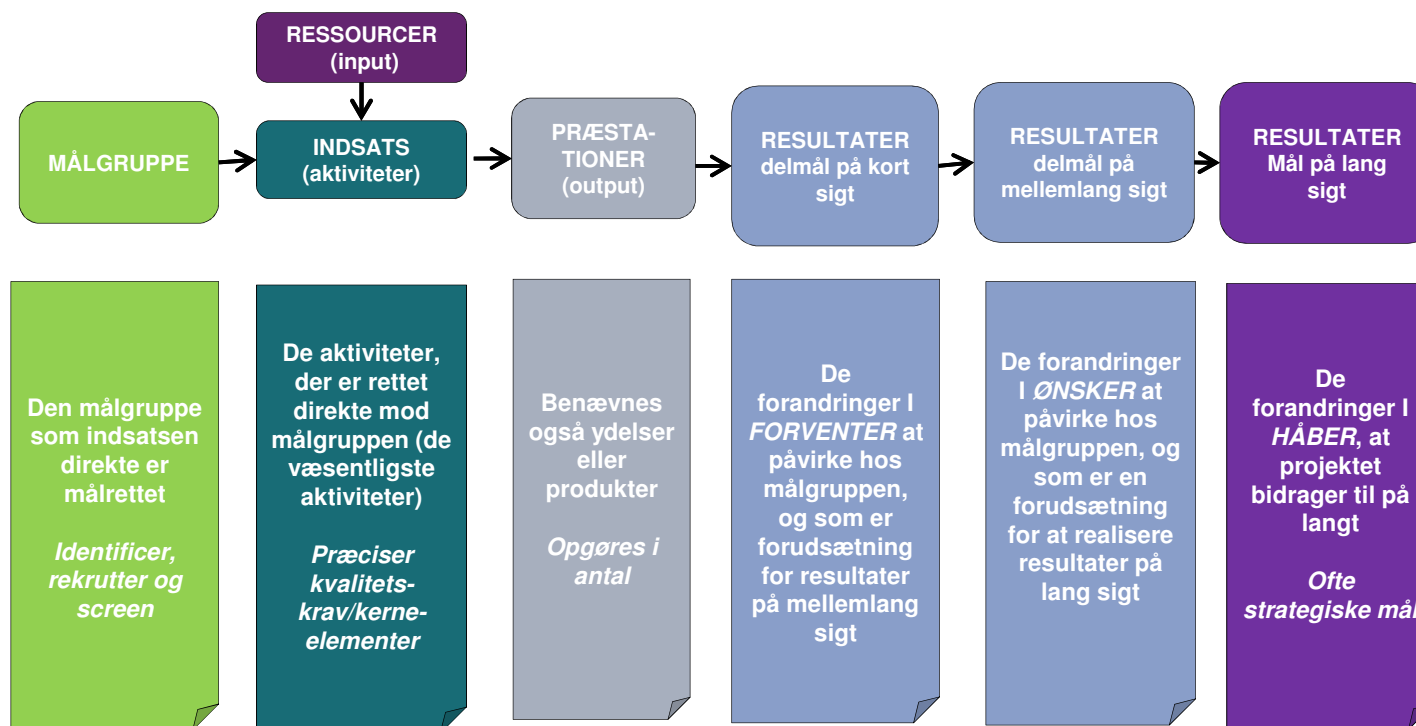 RESSOURCER
(input)
MÅLGRUPPE
INDSATS
(aktiviteter)
PRÆSTA-
TIONER
(output)
RESULTATER
delmål på kort
sigt
RESULTATER
delmål på
mellemlang sigt
RESULTATER
Mål på lang
sigt
Den målgruppe
som indsatsen
direkte er
målrettet
Identificer,
rekrutter og
screen
De aktiviteter,
der er rettet
direkte mod
målgruppen (de
væsentligste
aktiviteter)
Præciser
kvalitets-
krav/kerne-
elementer
Benævnes
også ydelser
eller
produkter
Opgøres i
antal
De
forandringer I
FORVENTER at
påvirke hos
målgruppen,
og som er
forudsætning
for resultater
på mellemlang
sigt
De forandringer
I ØNSKER at
påvirke hos
målgruppen, og
som er en
forudsætning
for at realisere
resultater på
lang sigt
De
forandringer I
HÅBER, at
projektet
bidrager til på
langt
Ofte
strategiske mål